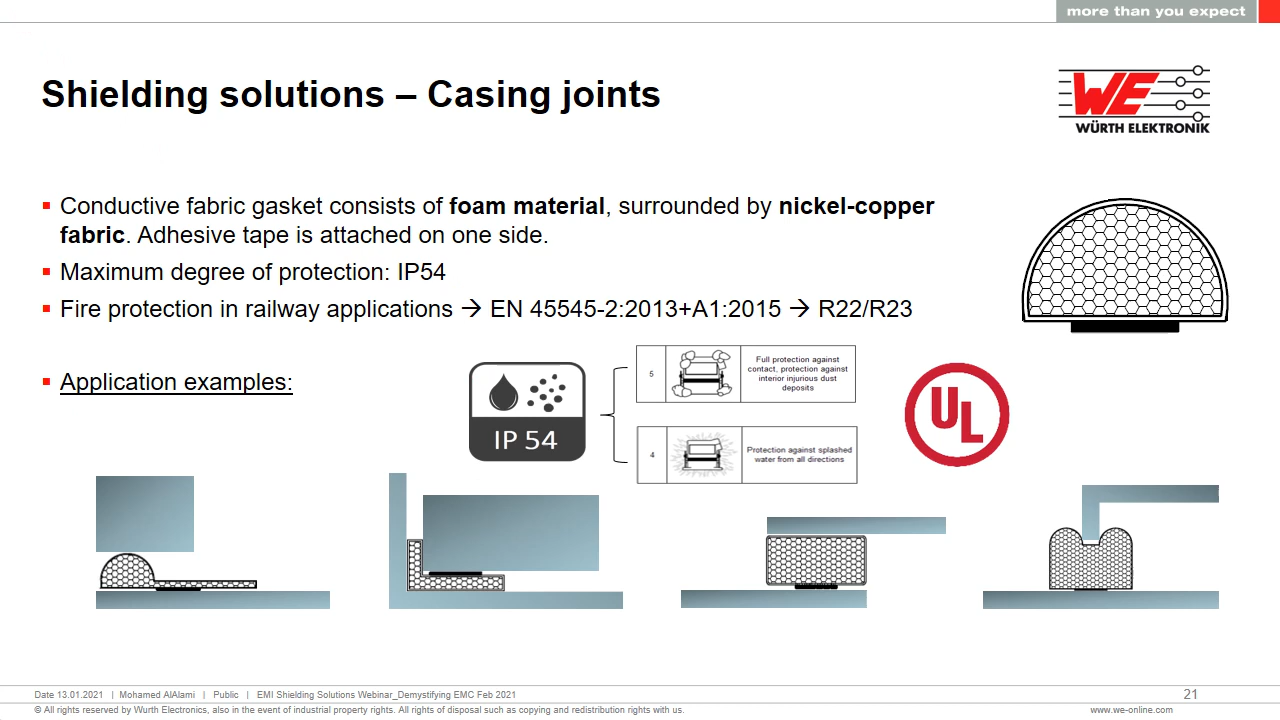 more than you expect
Shielding solutions – Casing joints
WE
WÜRTH ELEKTRONIK
▪ Conductive fabric gasket consists of foam material, surrounded by nickel-copper
fabric. Adhesive tape is attached on one side.
▪ Maximum degree of protection: IP54
▪ Fire protection in railway applications → EN 45545-2:2013+A1:2015 → R22/R23
▪ Application examples:
IP 54
5
Full protection against
contact, protection against
interior injurious dust
deposits
4
Protection against splashed
water from all directions
UL
Date 13.01.2021 | Mohamed AlAlami | Public | EMI Shielding Solutions Webinar_Demystifying EMC Feb 2021
21
© All rights reserved by Wurth Electronics, also in the event of industrial property rights. All rights of disposal such as copying and redistribution rights with us.
www.we-online.com